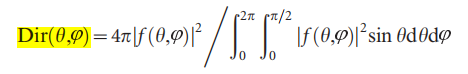 Dir(θ,φ) = 4π|f(θ,φ)|² / ∫₀^{2π} ∫₀^{π/2} |f(θ,φ)|² sin θdθdφ